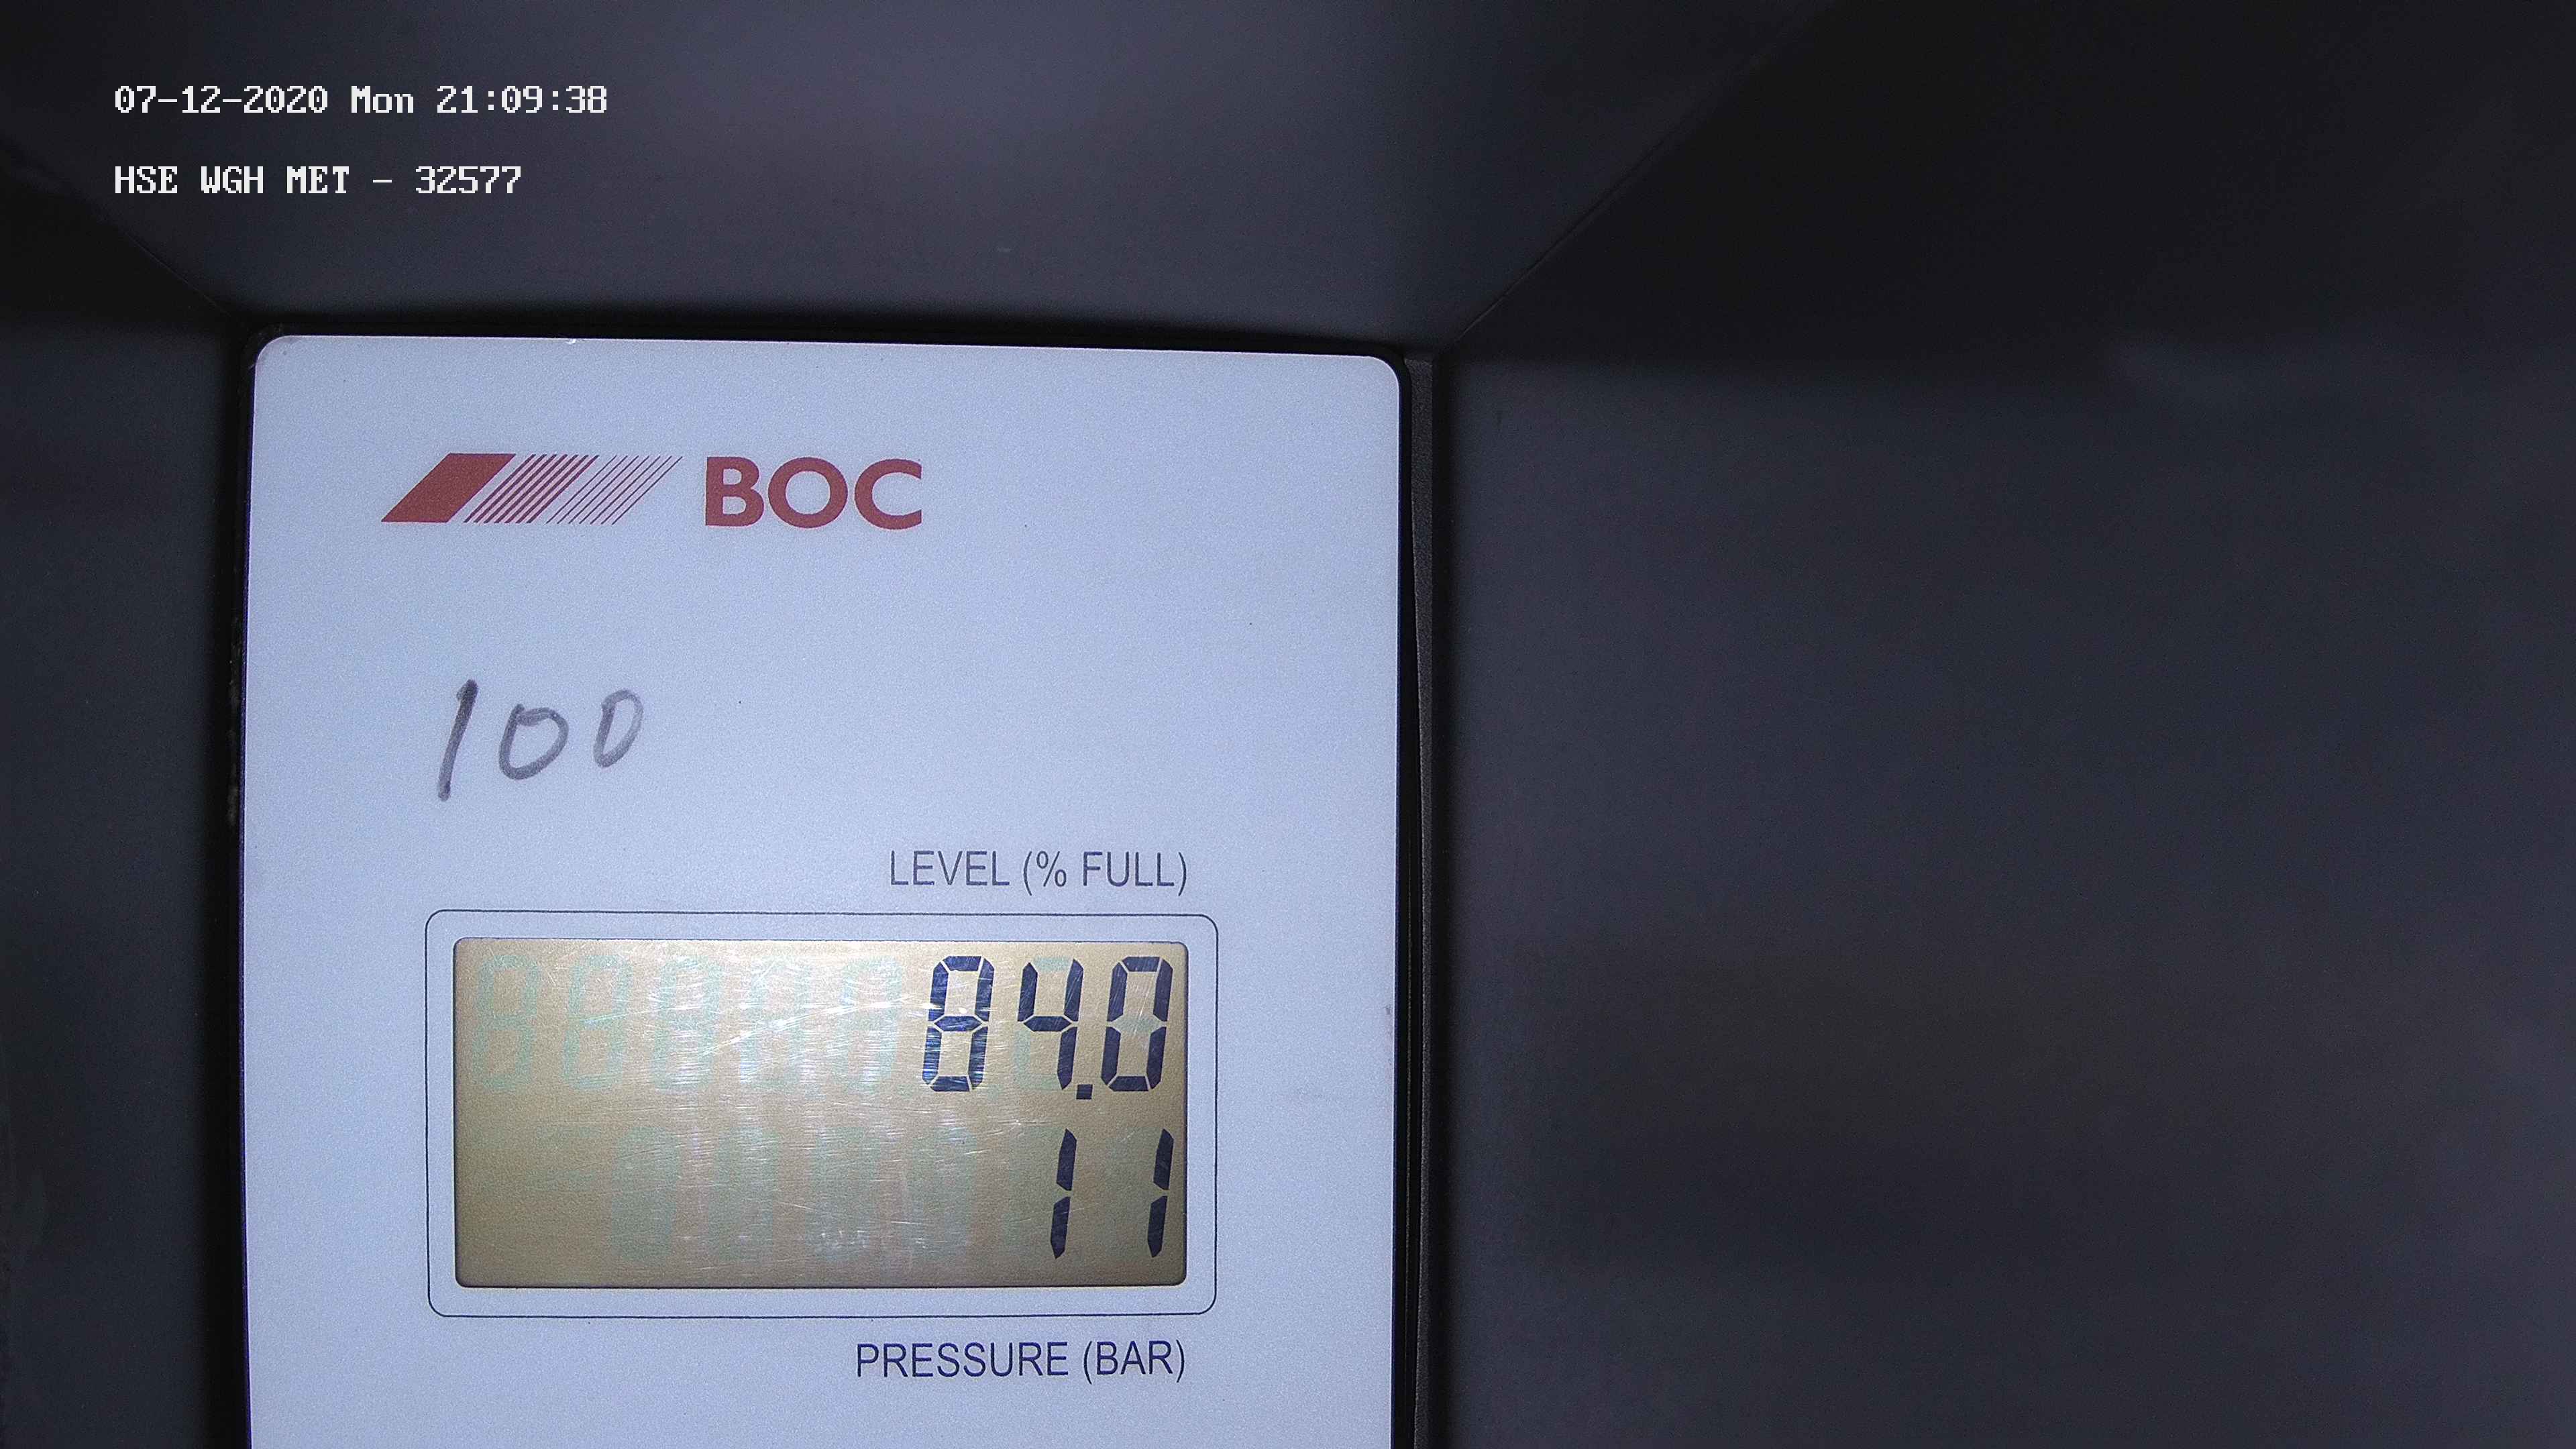 07-12-2020 Mon 21:09:38
HSE WGH MET - 32577
BOC
100
LEVEL (% FULL)
84.0
11
PRESSURE (BAR)